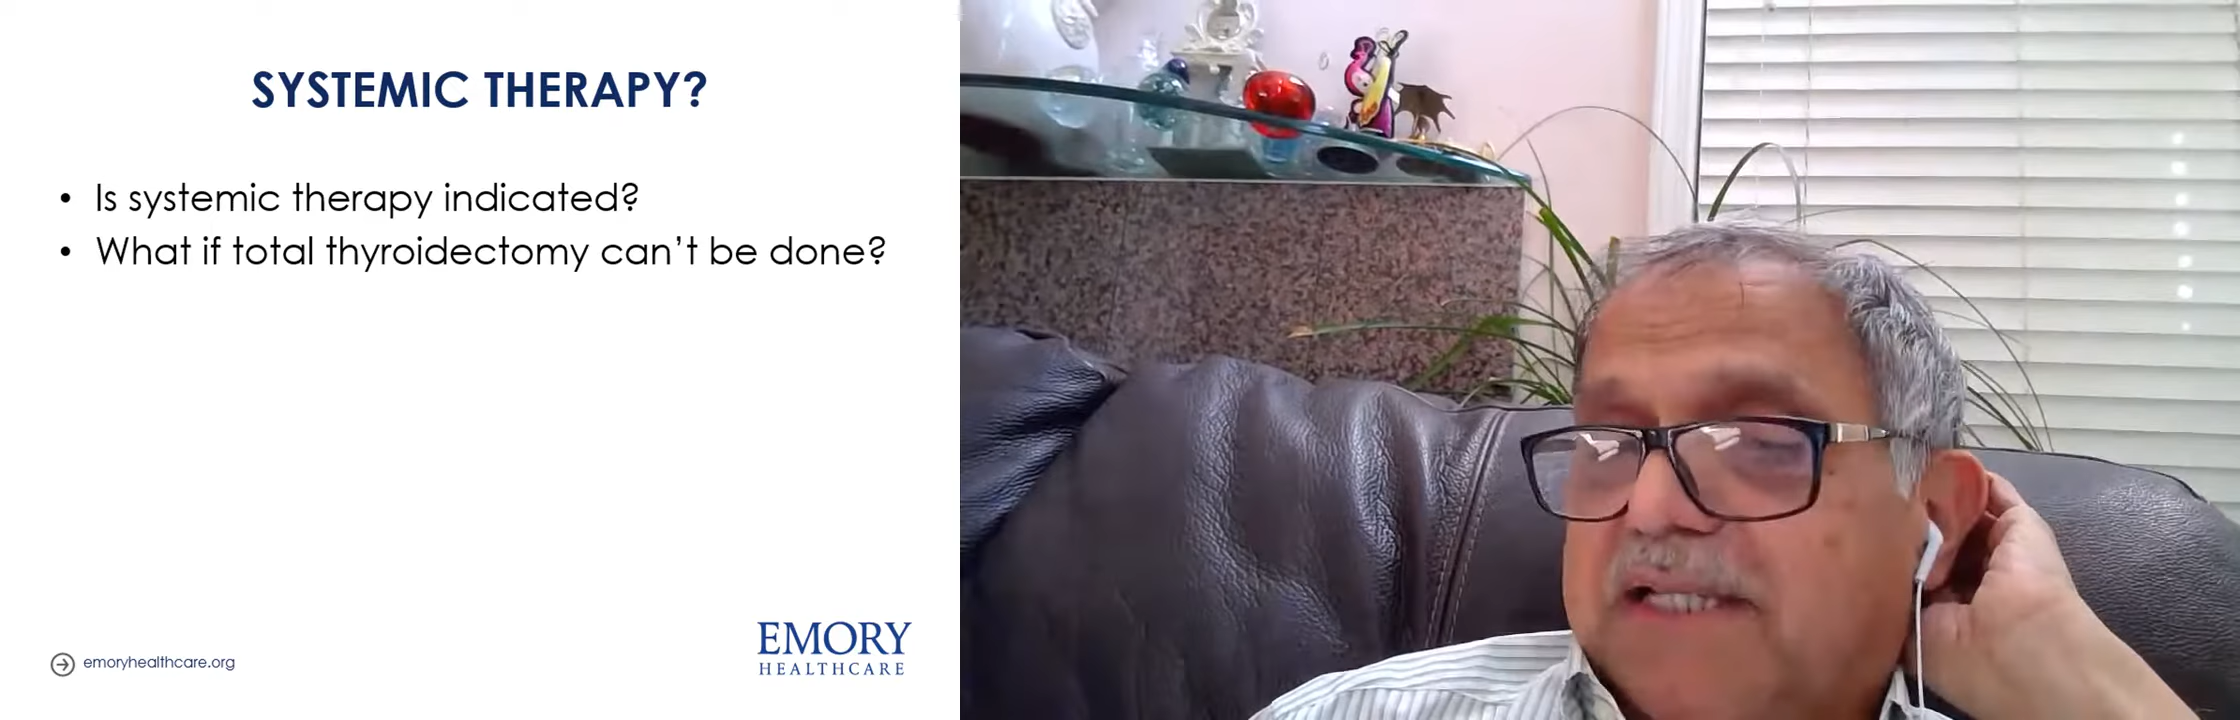 SYSTEMIC THERAPY?
• Is systemic therapy indicated?
• What if total thyroidectomy can't be done?
emoryhealthcare.org
EMORY
HEALTHCARE